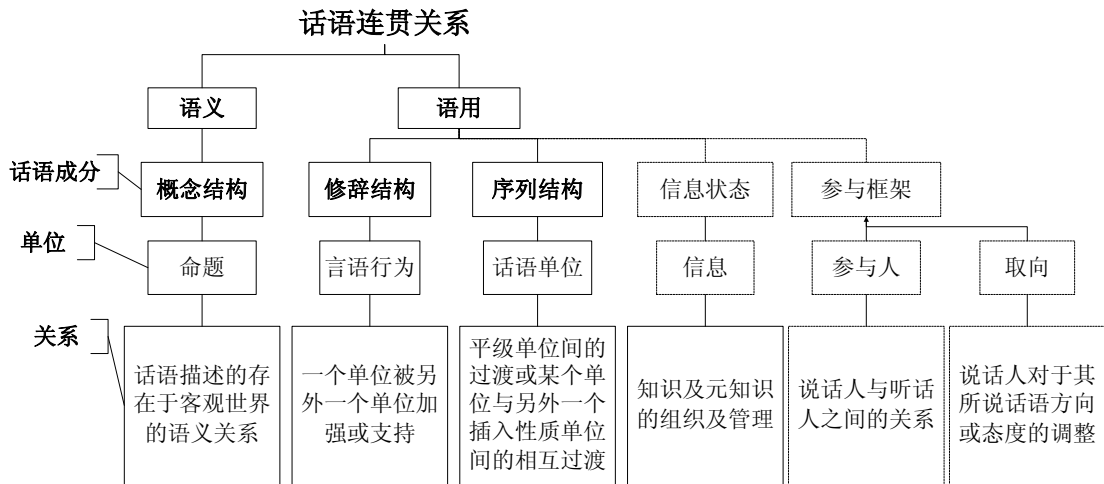 话语连贯关系
语义
语用
话语成分
概念结构
修辞结构
序列结构
信息状态
参与框架
单位
命题
言语行为
话语单位
信息
参与人
取向
关系
话语描述的存
在于客观世界
的语义关系
一个单位被另
外一个单位加
强或支持
平级单位间的
过渡或某个单
位与另外一个
插入性质单位
间的相互过渡
知识及元知识
的组织及管理
说话人与听话
人之间的关系
说话人对于其
所说话语方向
或态度的调整